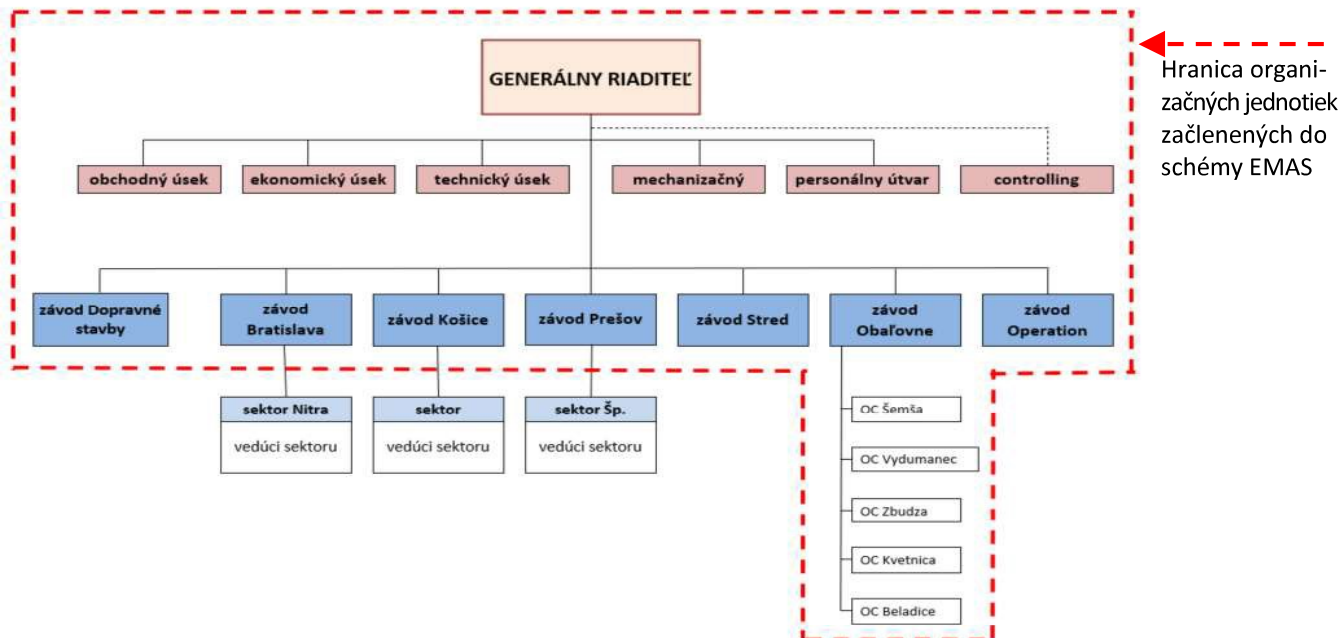 GENERÁLNY RIADITEĽ
Hranica organi-
začných jednotiek
začlenených do
schémy EMAS
obchodný úsek
ekonomický úsek
technický úsek
mechanizačný
personálny útvar
controlling
závod Dopravné
stavby
závod
Bratislava
závod Košice
závod Prešov
závod Stred
závod
Obaľovne
závod
Operation
sektor Nitra
vedúci sektoru
sektor
vedúci sektoru
sektor Šp.
vedúci sektoru
OC Šemša
OC Vydumanec
OC Zbudza
OC Kvetnica
OC Beladice